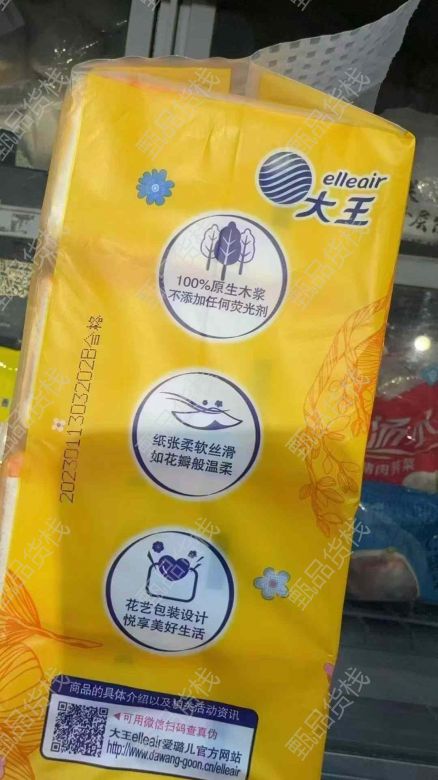 elleair
大王
100%原生木浆
不添加任何荧光剂
2023011303202B合格
纸张柔软丝滑
如花瓣般温柔
花艺包装设计
悦享美好生活
厂商品的具体介绍以及相关活动资讯
◀可用微信扫码查真伪
大王elleair爱璐儿官方网站
http://www.dawang-goon.cn/elleair
甄品货栈